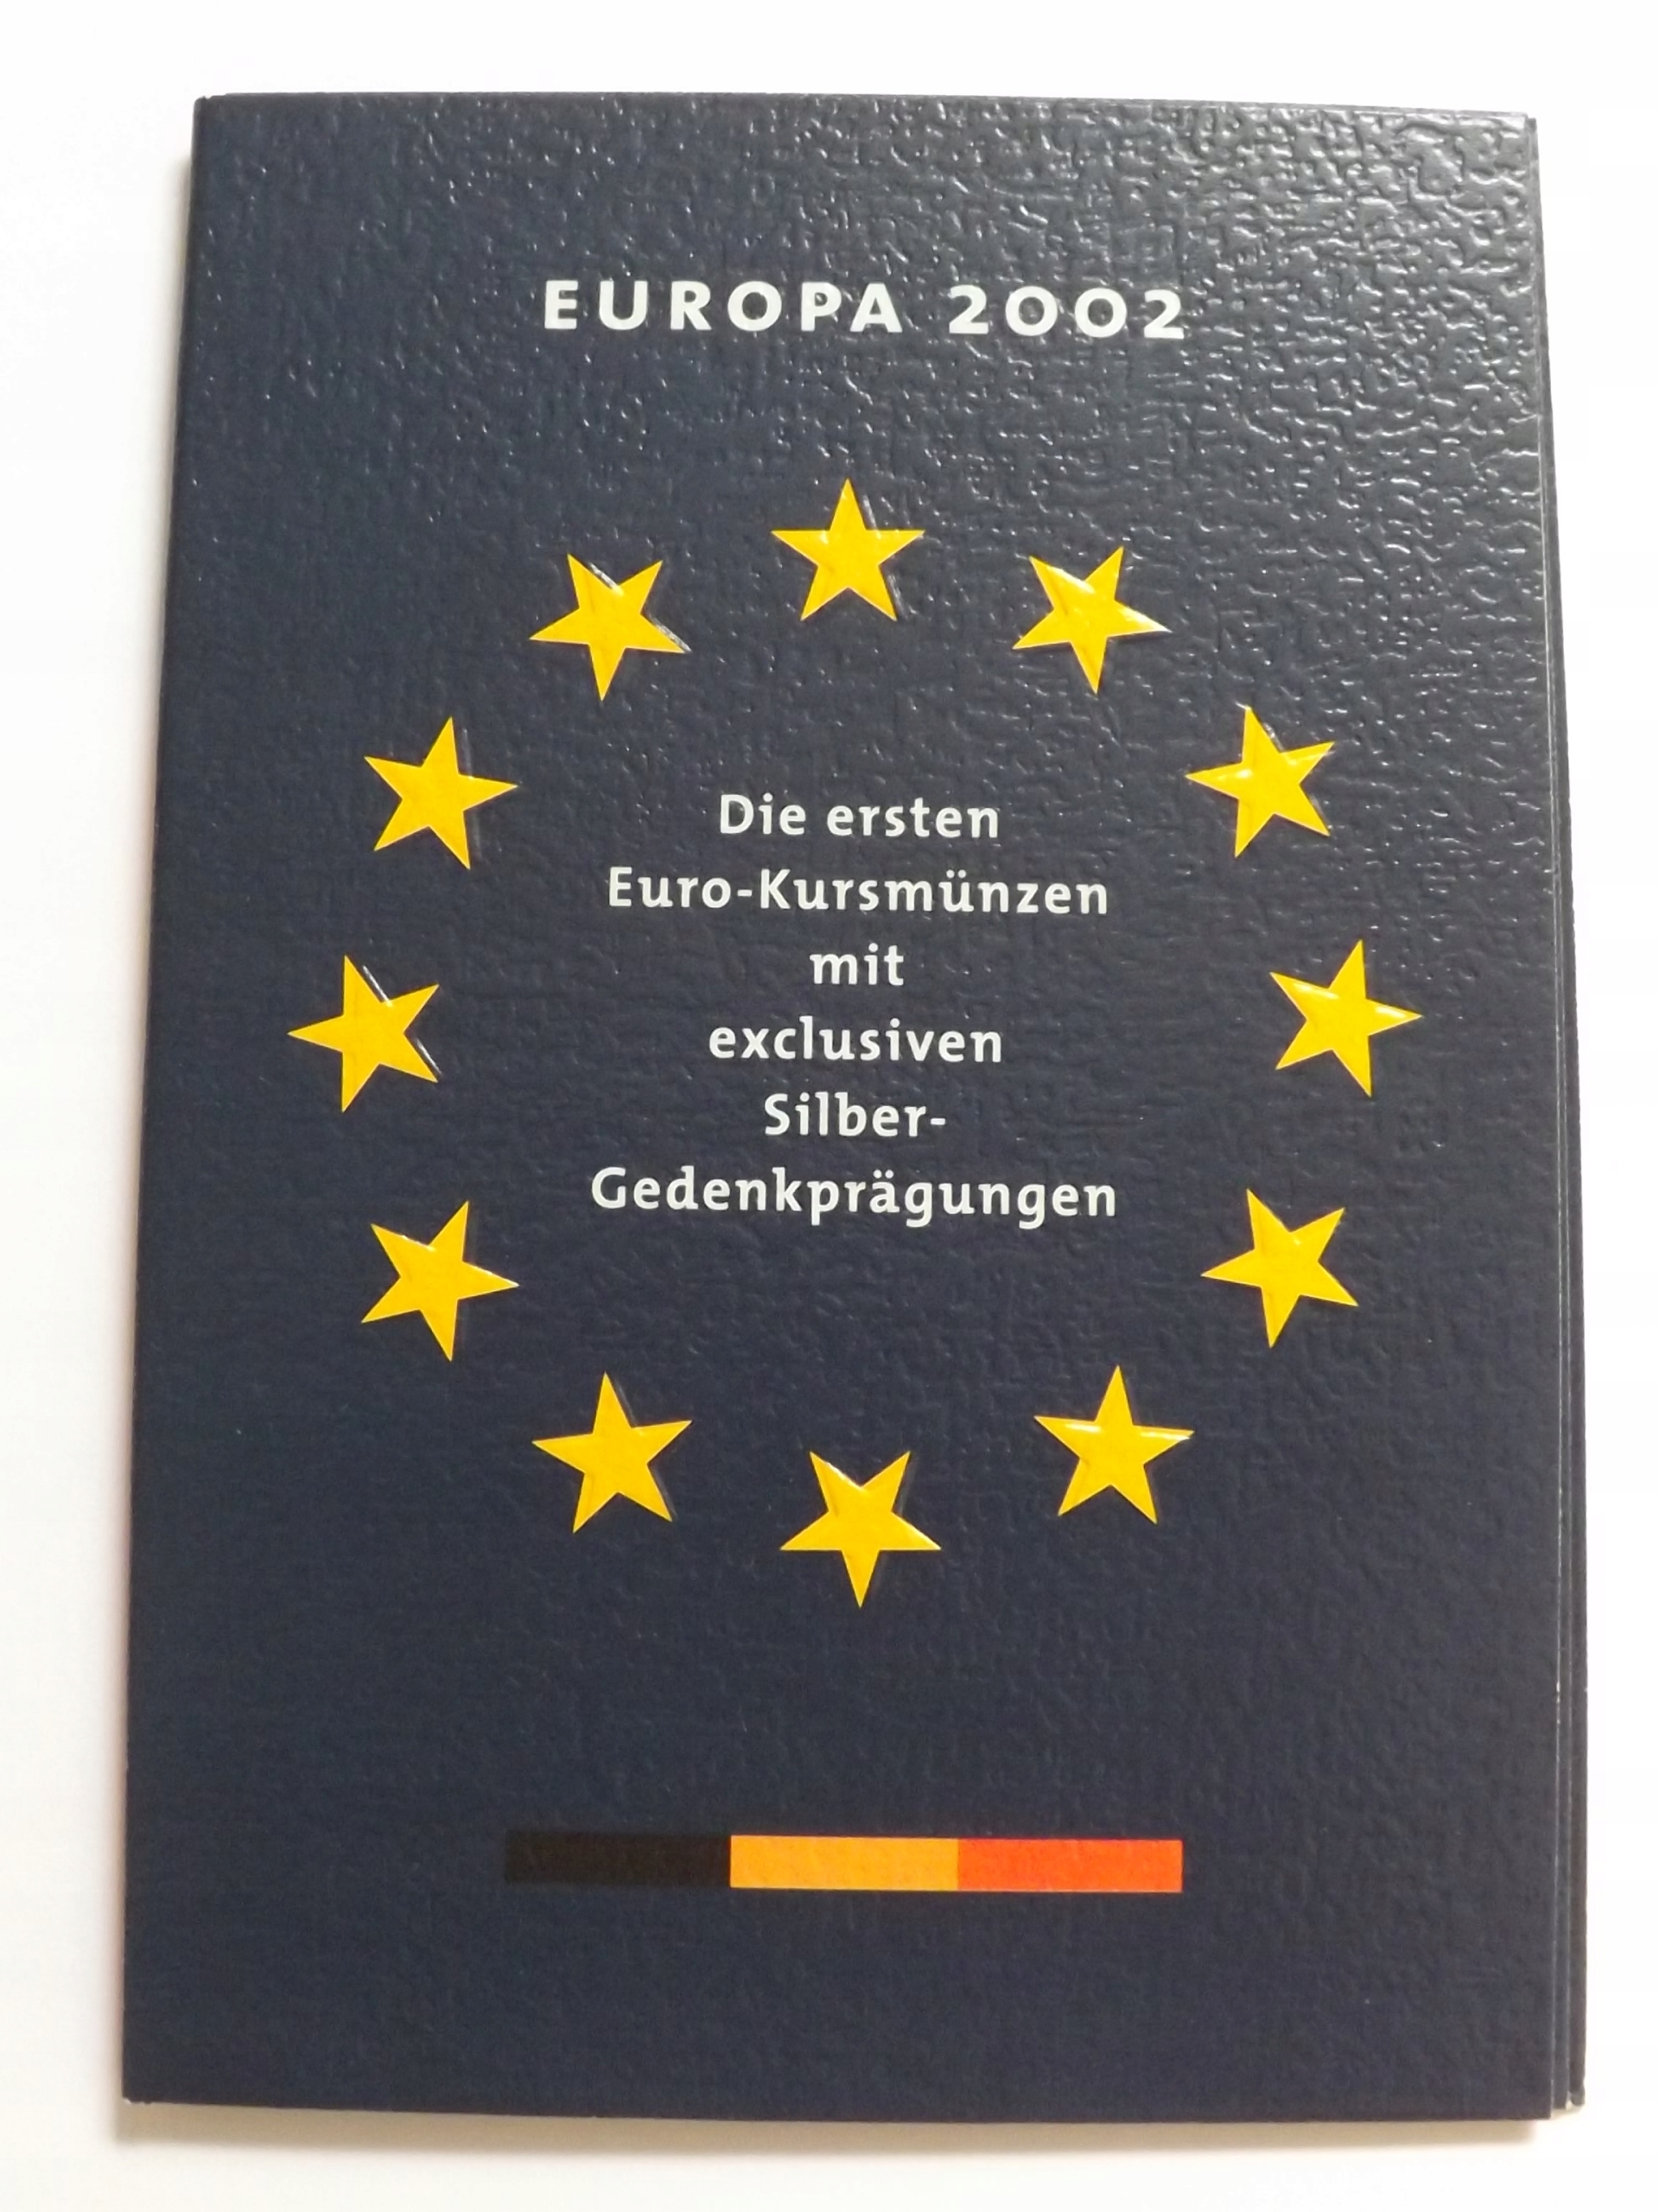 EUROPA 2002
Die ersten
Euro-Kursmünzen
mit
exclusiven
Silber-
Gedenkprägungen